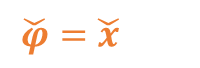 φ̌ = x̌